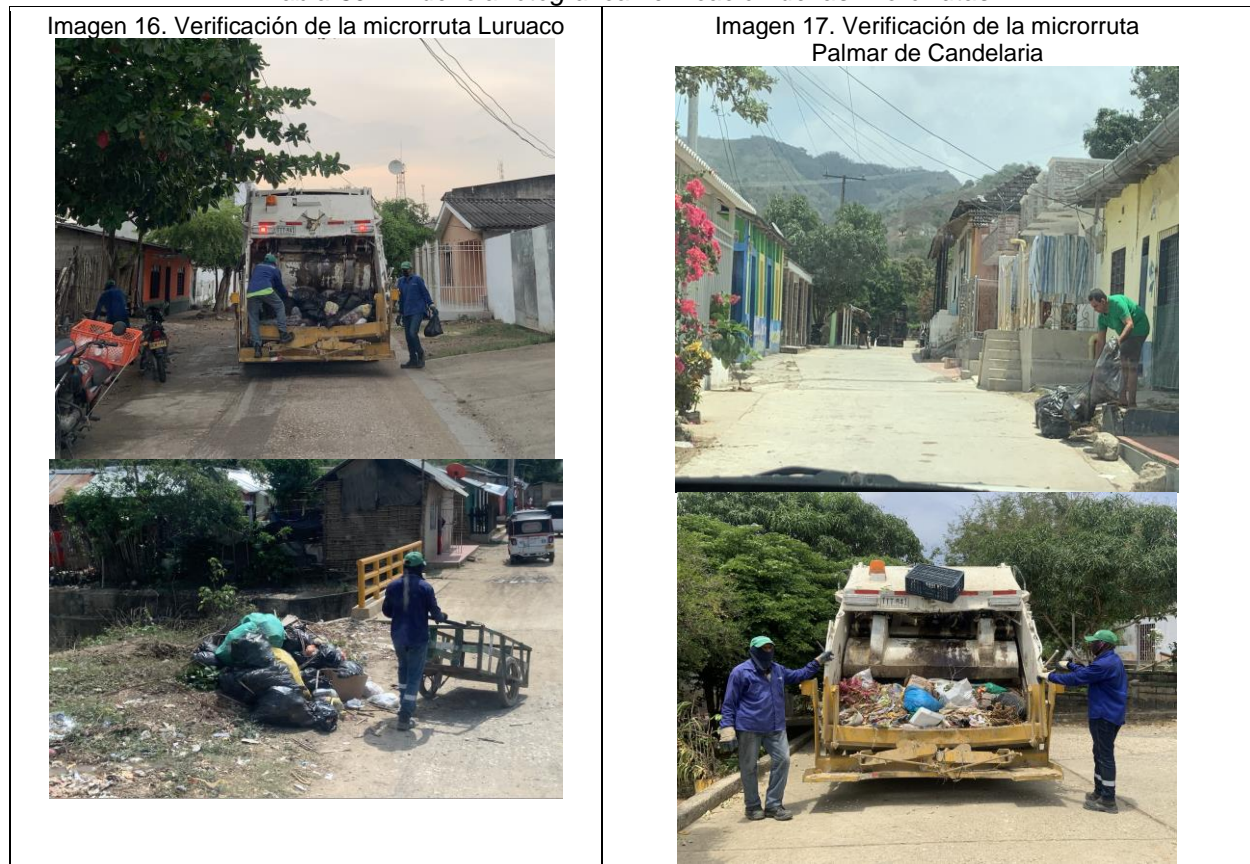 Imagen 16. Verificación de la microrruta Luruaco
Imagen 17. Verificación de la microrruta
Palmar de Candelaria